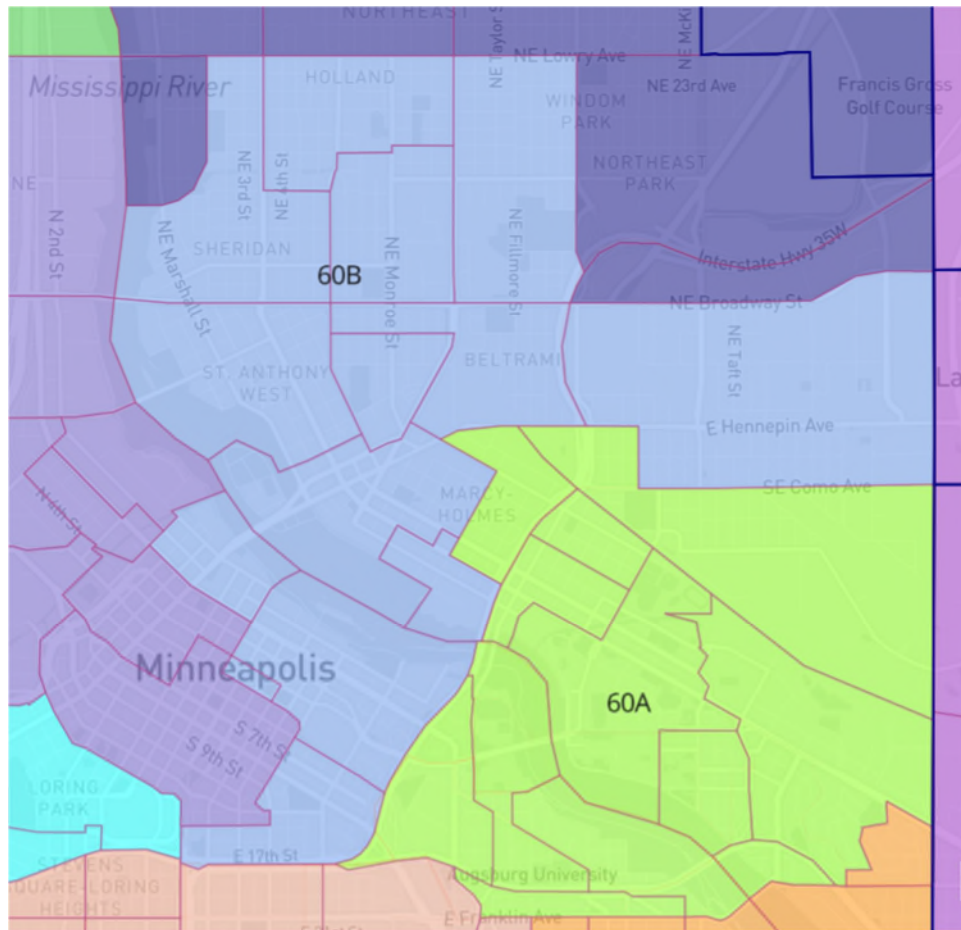 NORTHEAST
NE Taylor S
NE McKi
NE Lowry Ave
HOLLAND
Mississippi River
NE 23rd Ave
Francis Gross
Golf Course
WINDOM
PARK
NORTHEAST
PARK
NE
N 2nd St
NE 3rd St
NE 4th St
NE Marshall St
SHERIDAN
60B
NE Monroe St
NE Fillmore St
Interstate Hwy 35W
NE Broadway St
NE Taft St
ST. ANTHONY
WEST
BELTRAMI
La
E Hennepin Ave
N 4th St
MARCY-
HOLMES
SE Como Ave
Minneapolis
60A
S 7th St
S 9th St
LORING
PARK
E 17th St
STEVENS
QUARE-LORING
HEIGHTS
Augsburg University
E Franklin Ave